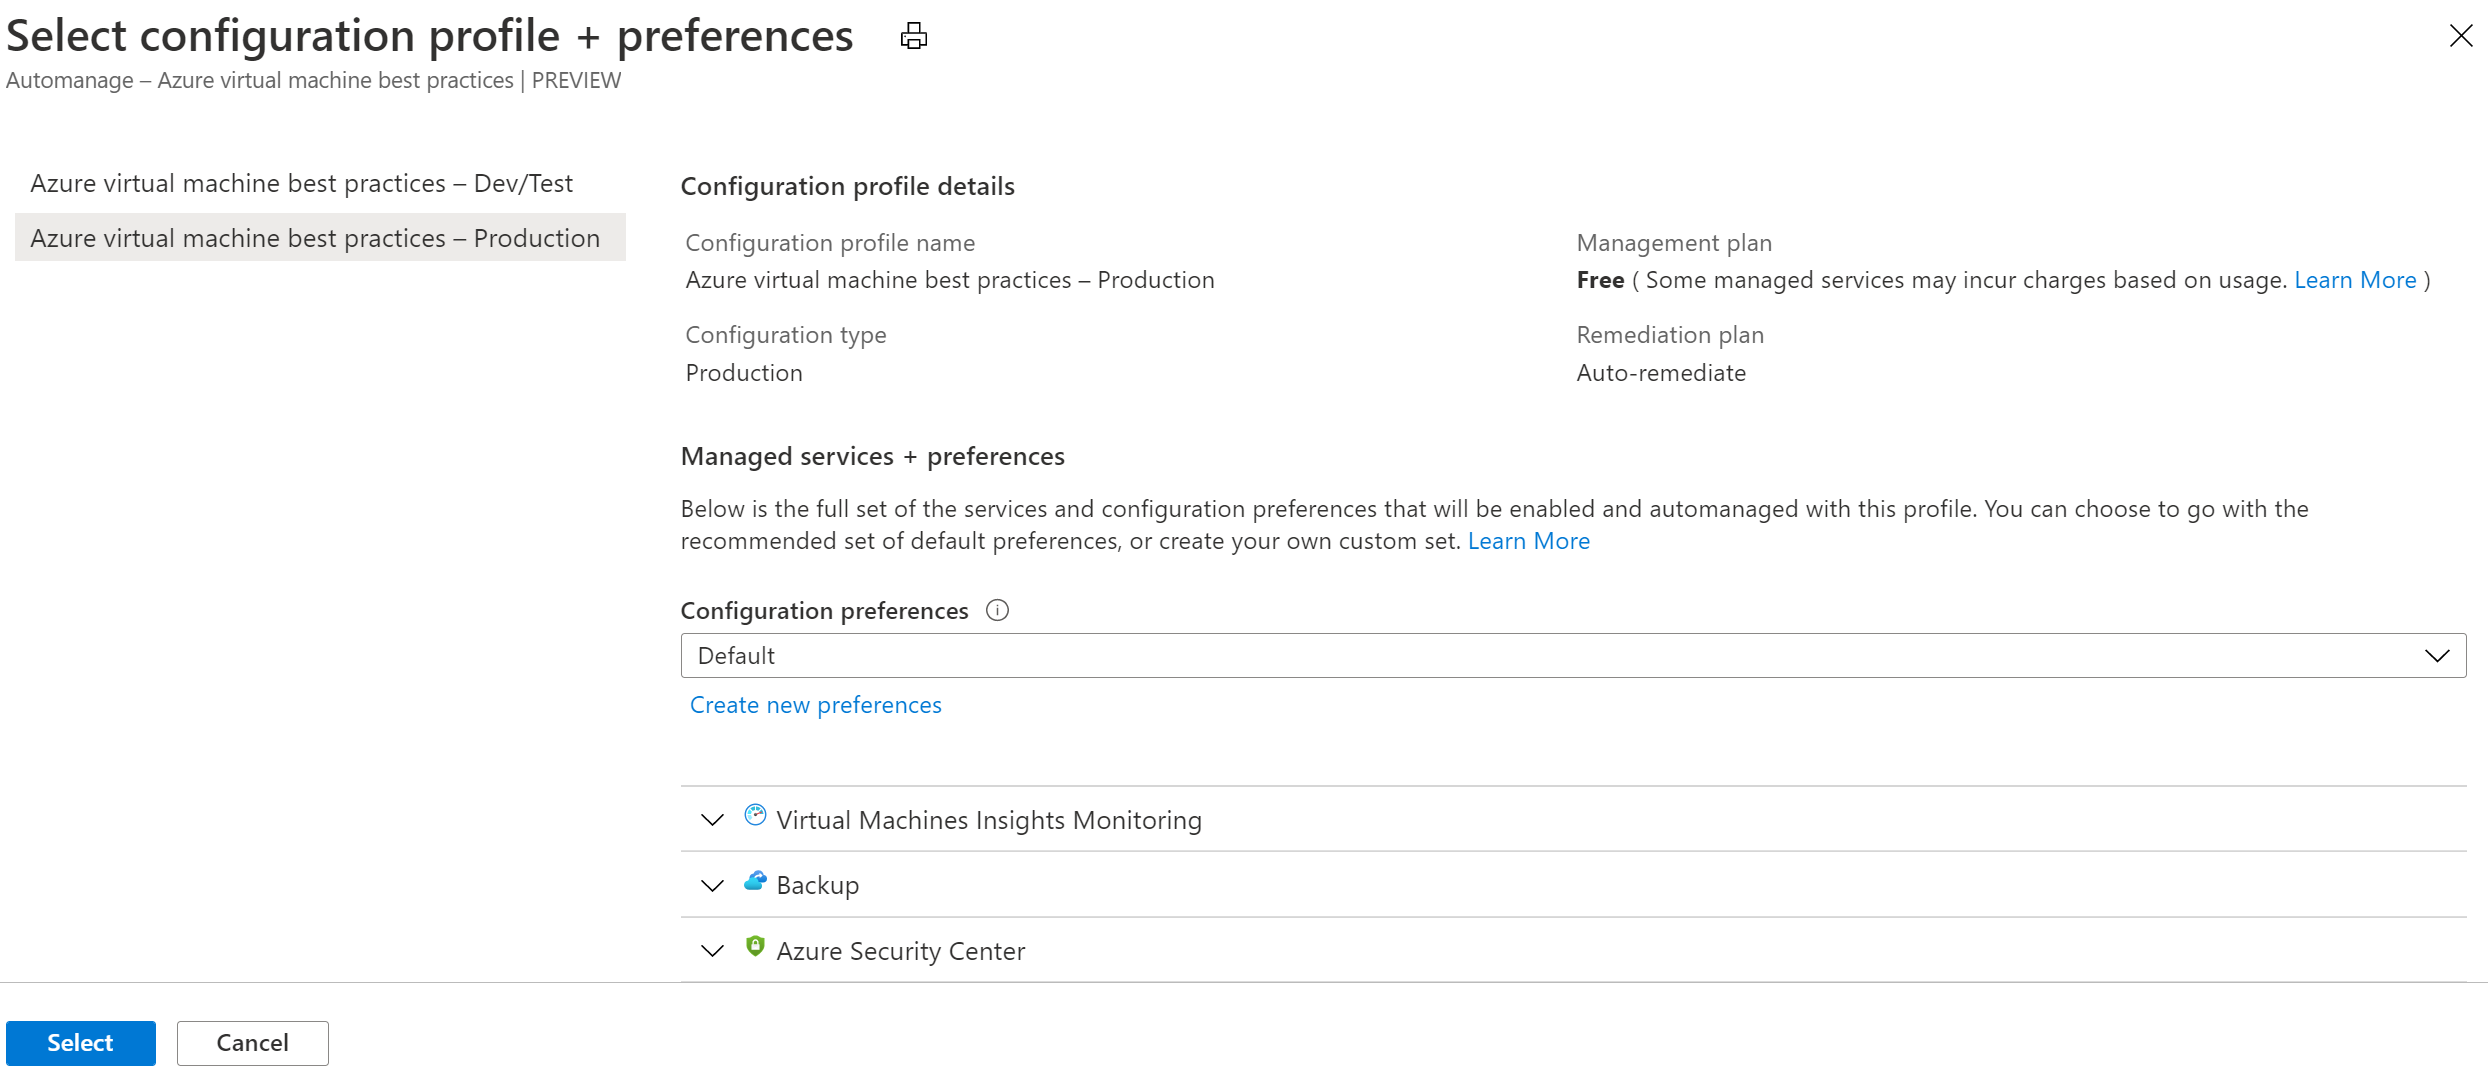 Select configuration profile + preferences
Automanage – Azure virtual machine best practices | PREVIEW
Azure virtual machine best practices – Dev/Test
Azure virtual machine best practices – Production
Configuration profile details
Configuration profile name
Azure virtual machine best practices – Production
Management plan
Free ( Some managed services may incur charges based on usage. Learn More )
Configuration type
Production
Remediation plan
Auto-remediate
Managed services + preferences
Below is the full set of the services and configuration preferences that will be enabled and automanaged with this profile. You can choose to go with the
recommended set of default preferences, or create your own custom set. Learn More
Configuration preferences
Default
Create new preferences
Virtual Machines Insights Monitoring
Backup
Azure Security Center
Select
Cancel